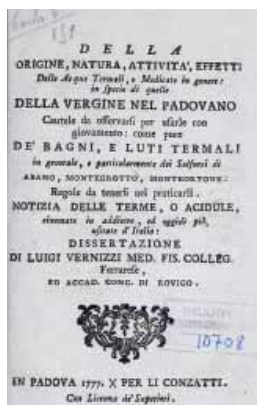 DELLA
ORIGINE, NATURA, ATTIVITA', EFFETTI
Delle Acque Termali, e Medicate in genere:
in specie di quelle
DELLA VERGINE NEL PADOVANO
Cautele da osservarsi per usarle con
giovamento: come pure
DE' BAGNI, E LUTI TERMALI
in generale, e particolarmente dei Solforosi di
ABANO, MONTEGROTTO, MONTEORTONE:
Regole da tenersi nel praticarli.
NOTIZIA DELLE TERME, O ACIDULE,
rinomate in addietro, ed oggidì più
usitate d'Italia:
DISSERTAZIONE
DI LUIGI VERNIZZI MED. FIS. COLLEG.
Ferrarese,
ED ACCAD. CONC. DI ROVIGO.
10708
IN PADOVA 1777. X PER LI CONZATTI.
Con Licenza de' Superiori.